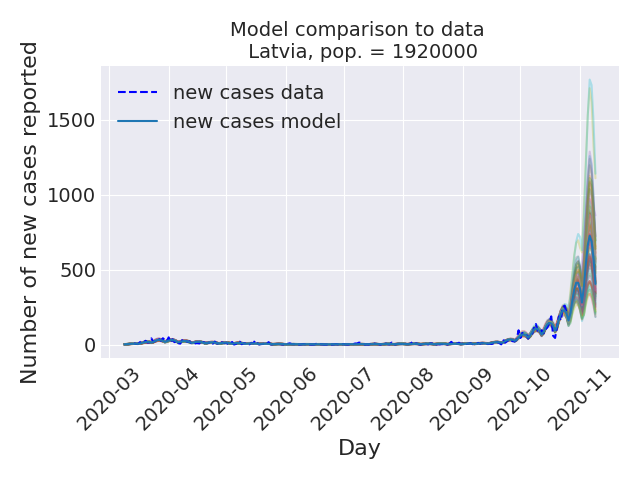 Model comparison to data
Latvia, pop. = 1920000
Number of new cases reported
new cases data
new cases model
1500
1000
500
0
2020-03
2020-04
2020-05
2020-06
2020-07
2020-08
2020-09
2020-10
2020-11
Day